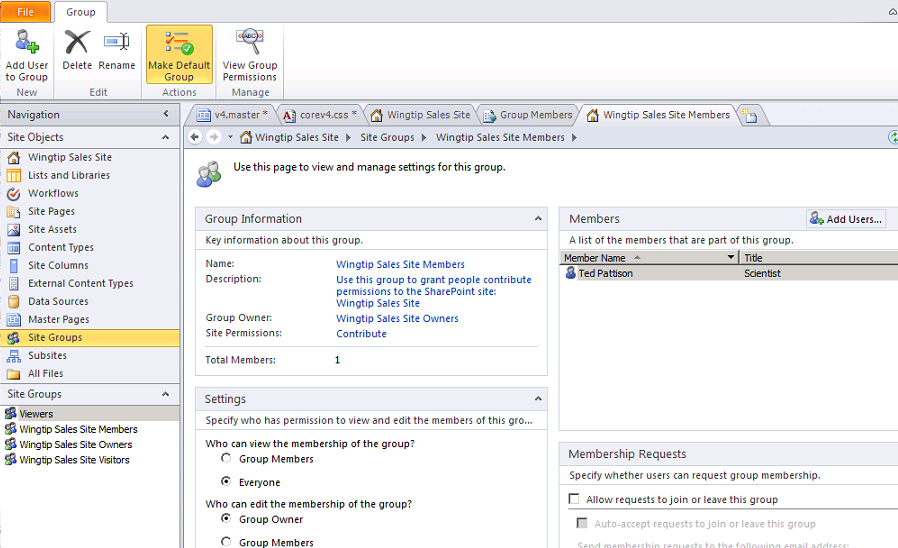 File
Group
Add User to Group
Delete
Rename
Make Default Group
View Group Permissions
New
Edit
Actions
Manage
Navigation
v4.master *
corev4.css *
Wingtip Sales Site
Group Members
Wingtip Sales Site Members
Site Objects
Wingtip Sales Site
Site Groups
Wingtip Sales Site Members
Wingtip Sales Site
Lists and Libraries
Workflows
Site Pages
Site Assets
Content Types
Site Columns
External Content Types
Data Sources
Master Pages
Site Groups
Subsites
All Files
Site Groups
Viewers
Wingtip Sales Site Members
Wingtip Sales Site Owners
Wingtip Sales Site Visitors
Use this page to view and manage settings for this group.
Group Information
Key information about this group.
Name: Wingtip Sales Site Members
Description: Use this group to grant people contribute
permissions to the SharePoint site:
Wingtip Sales Site
Group Owner: Wingtip Sales Site Owners
Site Permissions: Contribute
Total Members: 1
Settings
Specify who has permission to view and edit the members of this gro...
Who can view the membership of the group?
Group Members
Everyone
Who can edit the membership of the group?
Group Owner
Group Members
Members
Add Users...
A list of the members that are part of this group.
Member Name Title
Ted Pattison Scientist
Membership Requests
Specify whether users can request group membership.
Allow requests to join or leave this group
Auto-accept requests to join or leave this group
Send membership requests to the following email address: